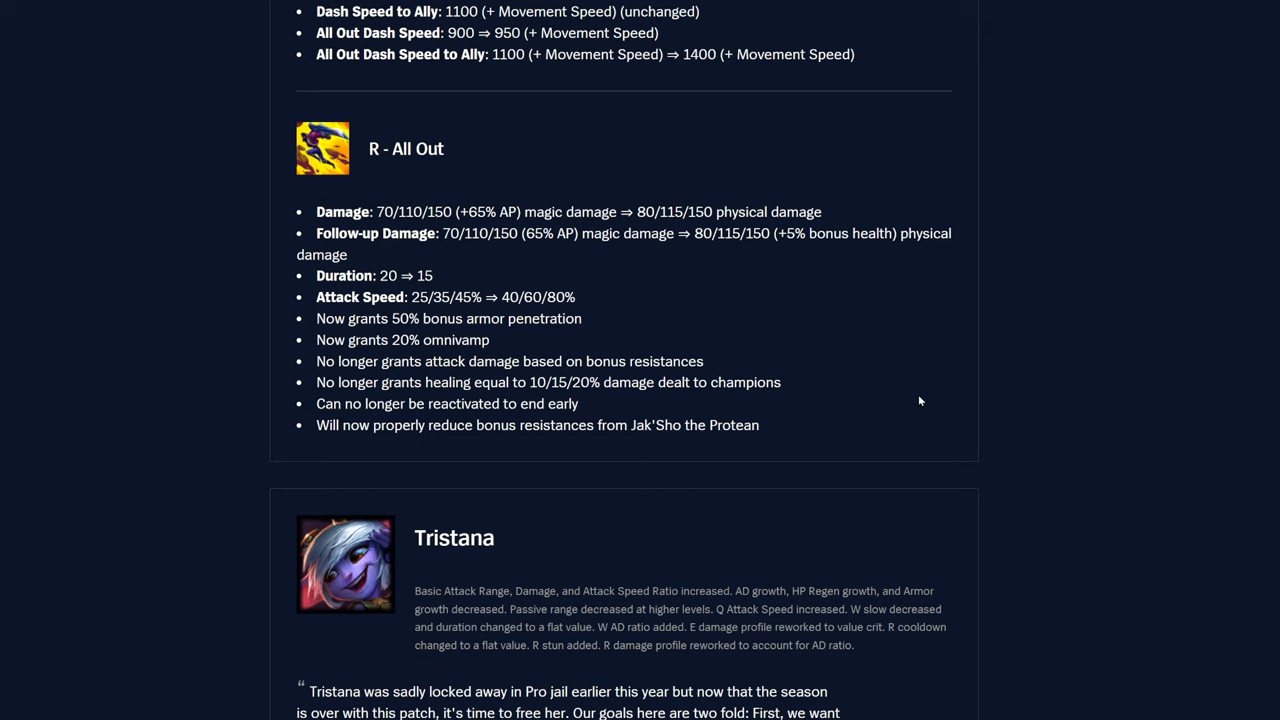 Dash Speed to Ally: 1100 (+ Movement Speed) (unchanged)
All Out Dash Speed: 900 ⇒ 950 (+ Movement Speed)
All Out Dash Speed to Ally: 1100 (+ Movement Speed) ⇒ 1400 (+ Movement Speed)
R - All Out
Damage: 70/110/150 (+65% AP) magic damage ⇒ 80/115/150 physical damage
Follow-up Damage: 70/110/150 (65% AP) magic damage ⇒ 80/115/150 (+5% bonus health) physical
damage
Duration: 20 ⇒ 15
Attack Speed: 25/35/45% ⇒ 40/60/80%
Now grants 50% bonus armor penetration
Now grants 20% omnivamp
No longer grants attack damage based on bonus resistances
No longer grants healing equal to 10/15/20% damage dealt to champions
Can no longer be reactivated to end early
Will now properly reduce bonus resistances from Jak'Sho the Protean
Tristana
Basic Attack Range, Damage, and Attack Speed Ratio increased. AD growth, HP Regen growth, and Armor
growth decreased. Passive range decreased at higher levels. Q Attack Speed increased. W slow decreased
and duration changed to a flat value. W AD ratio added. E damage profile reworked to value crit. R cooldown
changed to a flat value. R stun added. R damage profile reworked to account for AD ratio.
“ Tristana was sadly locked away in Pro jail earlier this year but now that the season
is over with this patch, it's time to free her. Our goals here are two fold: First, we want